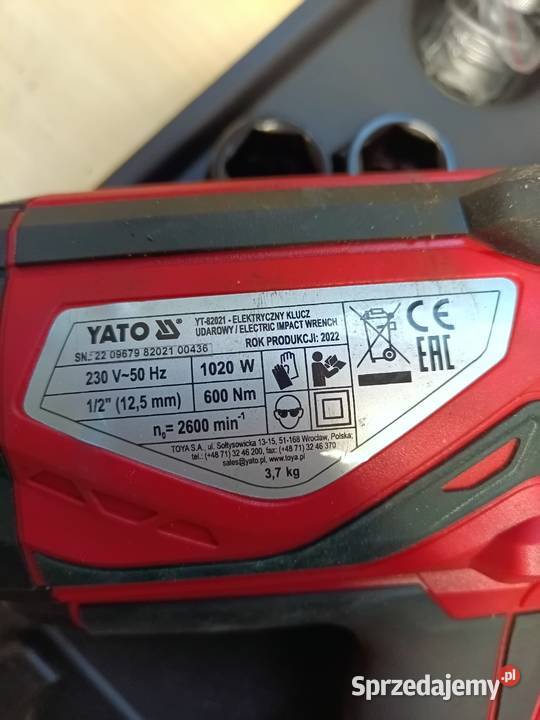 YATO
YT-82021 - ELEKTRYCZNY KLUCZ
UDAROWY / ELECTRIC IMPACT WRENCH
SN: 22 09679 82021 00436
ROK PRODUKCJI: 2022
230 V~50 Hz
1020 W
1/2" (12,5 mm)
600 Nm
n₀= 2600 min⁻¹
TOYA S.A., ul. Sołtysowicka 13-15, 51-168 Wrocław, Polska;
tel.: (+48 71) 32 46 200, fax: (+48 71) 32 46 370
sales@yato.pl, www.toya.pl
3,7 kg
CE
EAC
Sprzedajemy.pl